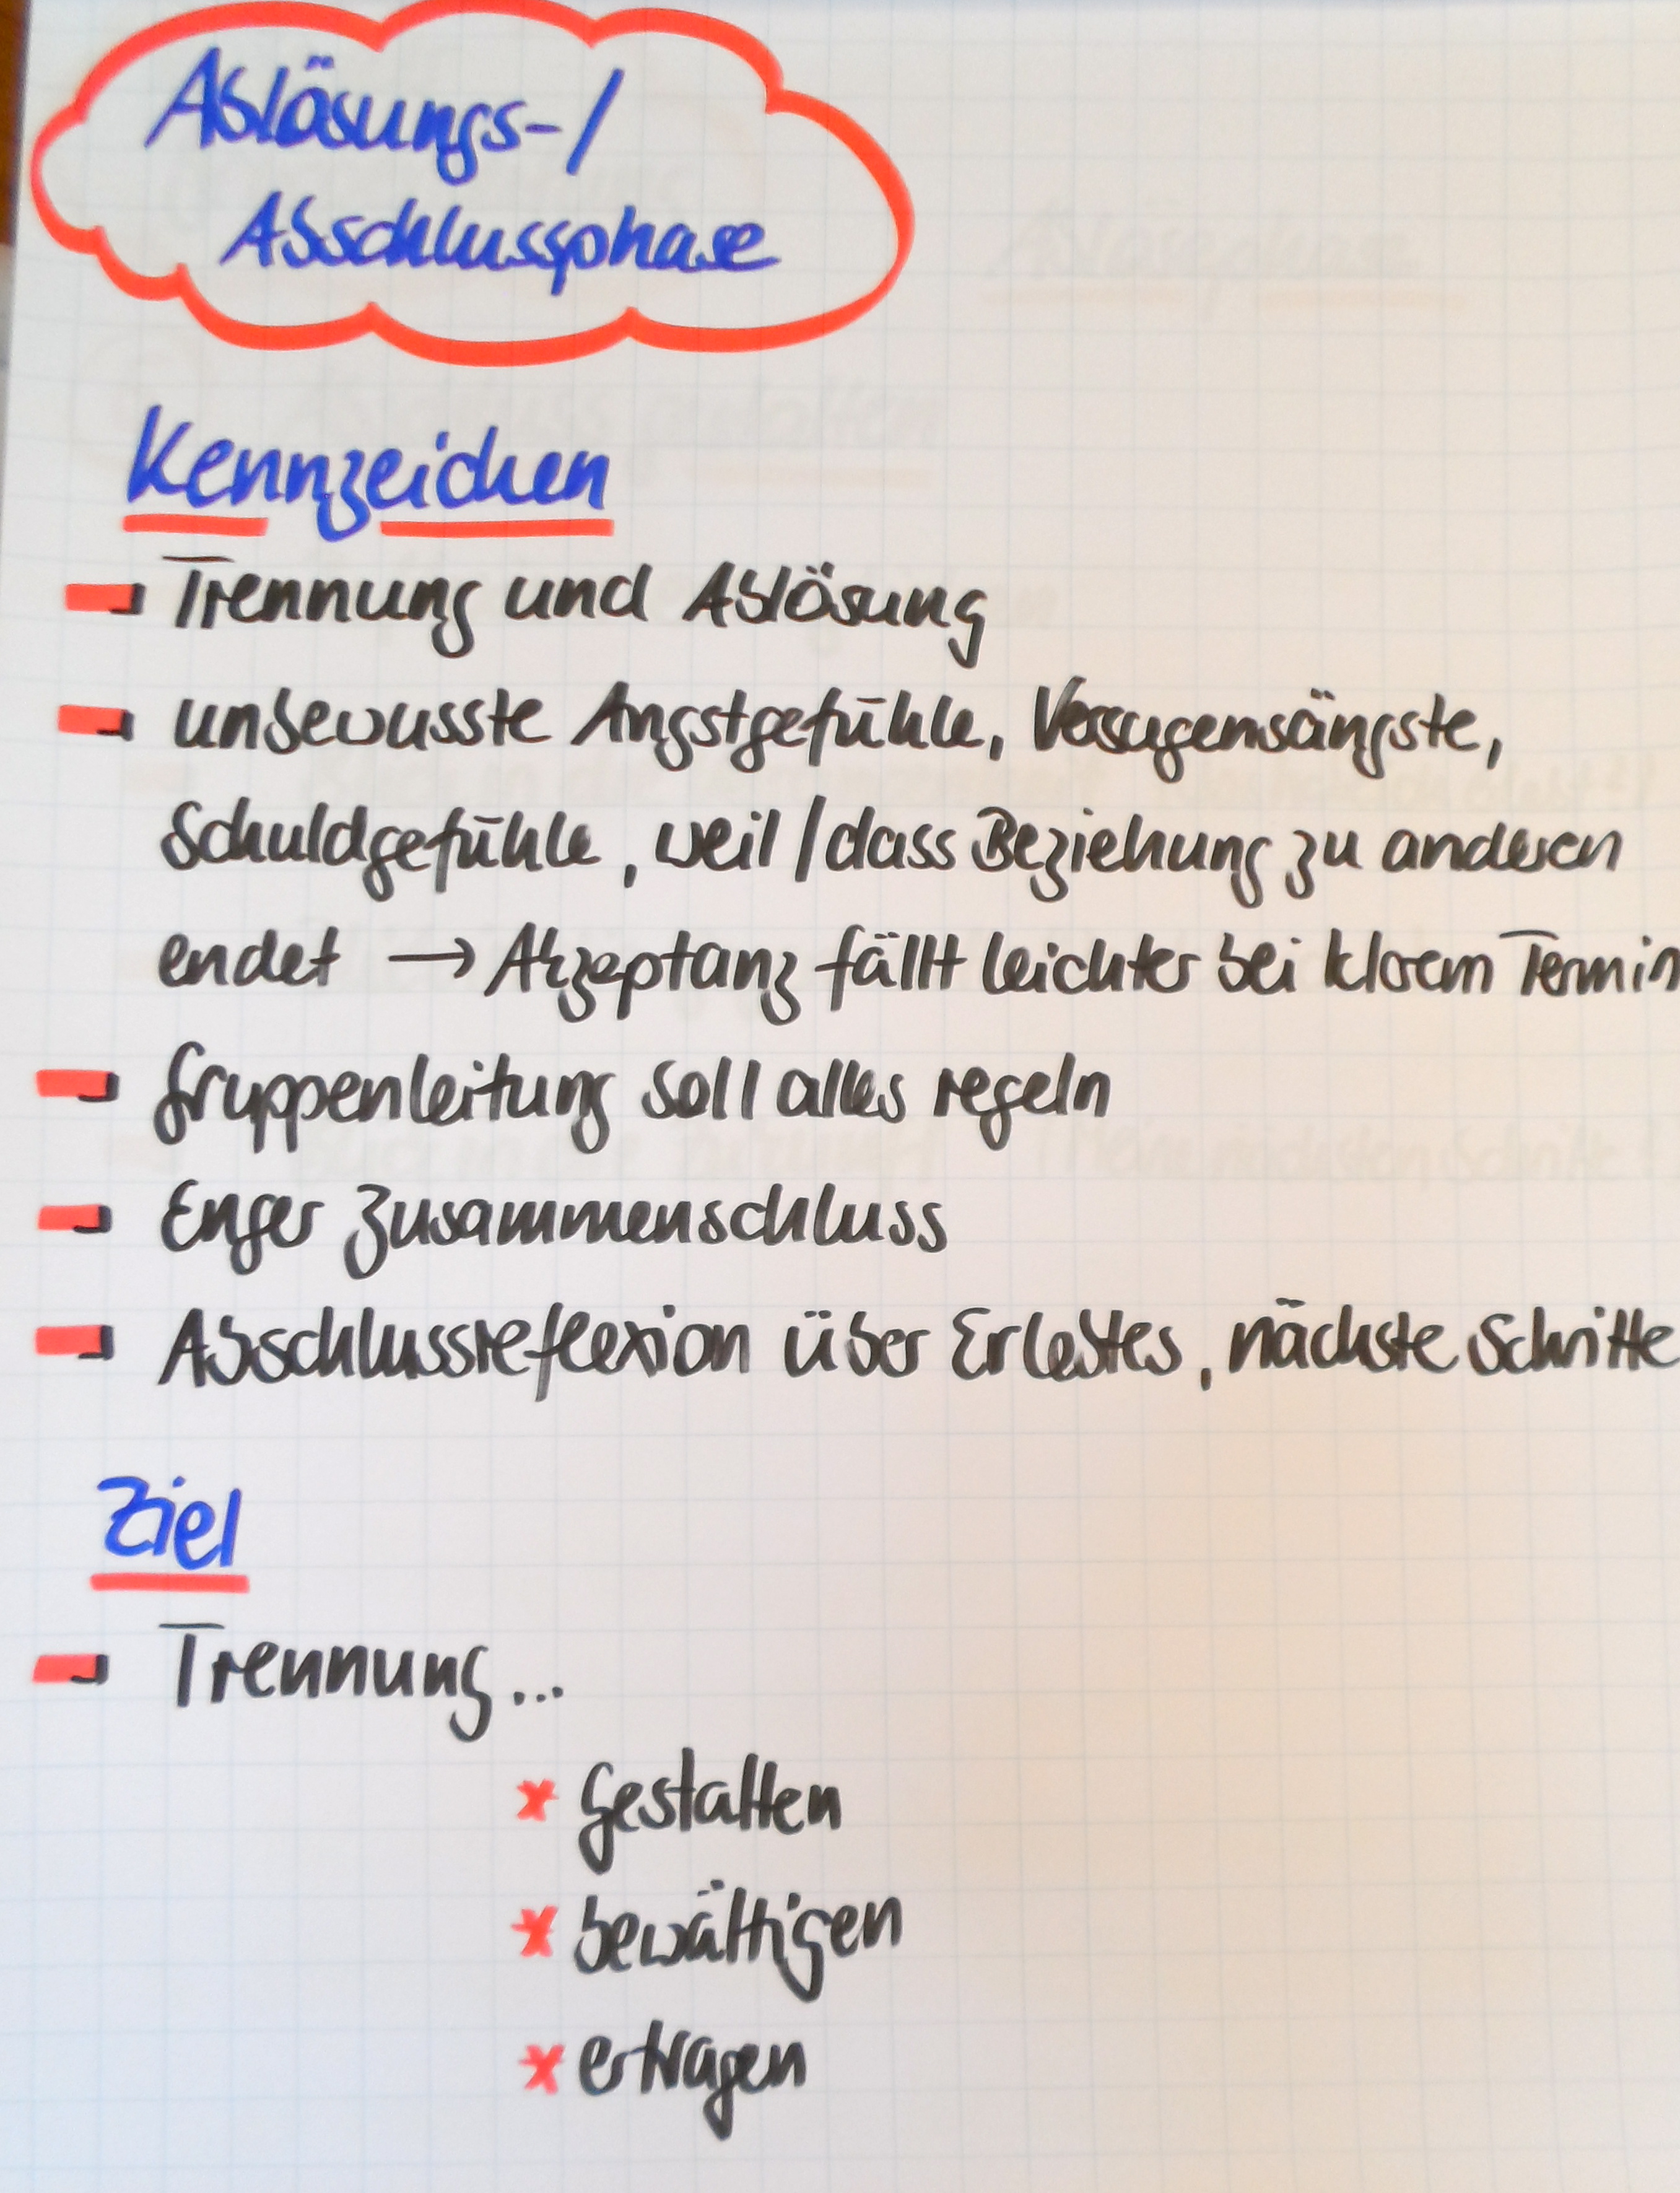 Ablösungs-/
Abschlussphase
Kennzeichen
Trennung und Ablösung
unbewusste Angstgefühle, Versagensängste,
Schuldgefühle, weil/dass Beziehung zu anderen
endet → Akzeptanz fällt leichter bei klarem Termin
Gruppenleitung soll alles regeln
Enger Zusammenschluss
Abschlussreflexion über Erlebtes, nächste Schritte
Ziel
Trennung...
gestalten
bewältigen
ertragen